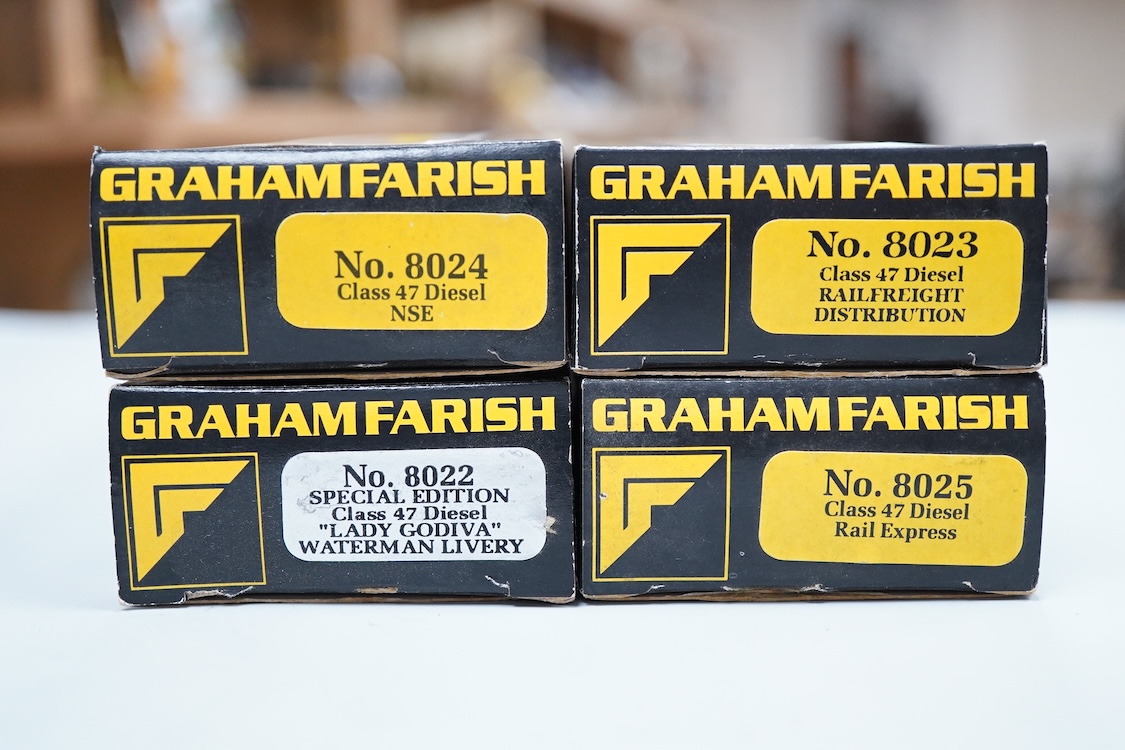 GRAHAM FARISH
No. 8024
Class 47 Diesel
NSE
GRAHAM FARISH
No. 8023
Class 47 Diesel
RAILFREIGHT
DISTRIBUTION
GRAHAM FARISH
No. 8022
SPECIAL EDITION
Class 47 Diesel
"LADY GODIVA"
WATERMAN LIVERY
GRAHAM FARISH
No. 8025
Class 47 Diesel
Rail Express